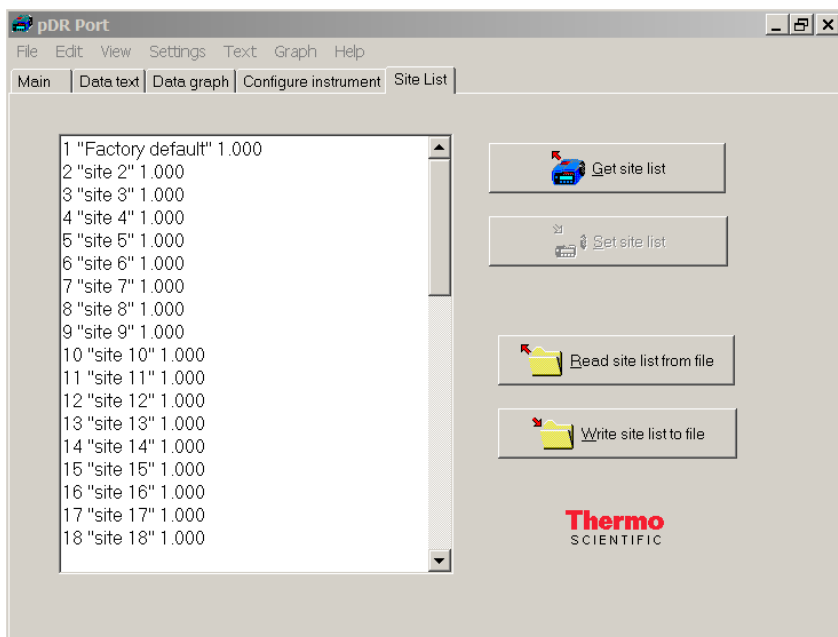 pDR Port
File Edit View Settings Text Graph Help
Main Data text Data graph Configure instrument Site List
1 "Factory default" 1.000
2 "site 2" 1.000
3 "site 3" 1.000
4 "site 4" 1.000
5 "site 5" 1.000
6 "site 6" 1.000
7 "site 7" 1.000
8 "site 8" 1.000
9 "site 9" 1.000
10 "site 10" 1.000
11 "site 11" 1.000
12 "site 12" 1.000
13 "site 13" 1.000
14 "site 14" 1.000
15 "site 15" 1.000
16 "site 16" 1.000
17 "site 17" 1.000
18 "site 18" 1.000
Get site list
Set site list
Read site list from file
Write site list to file
Thermo
SCIENTIFIC